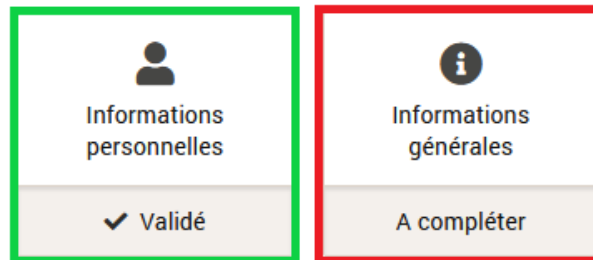 Informations
personnelles
Validé
Informations
générales
A compléter